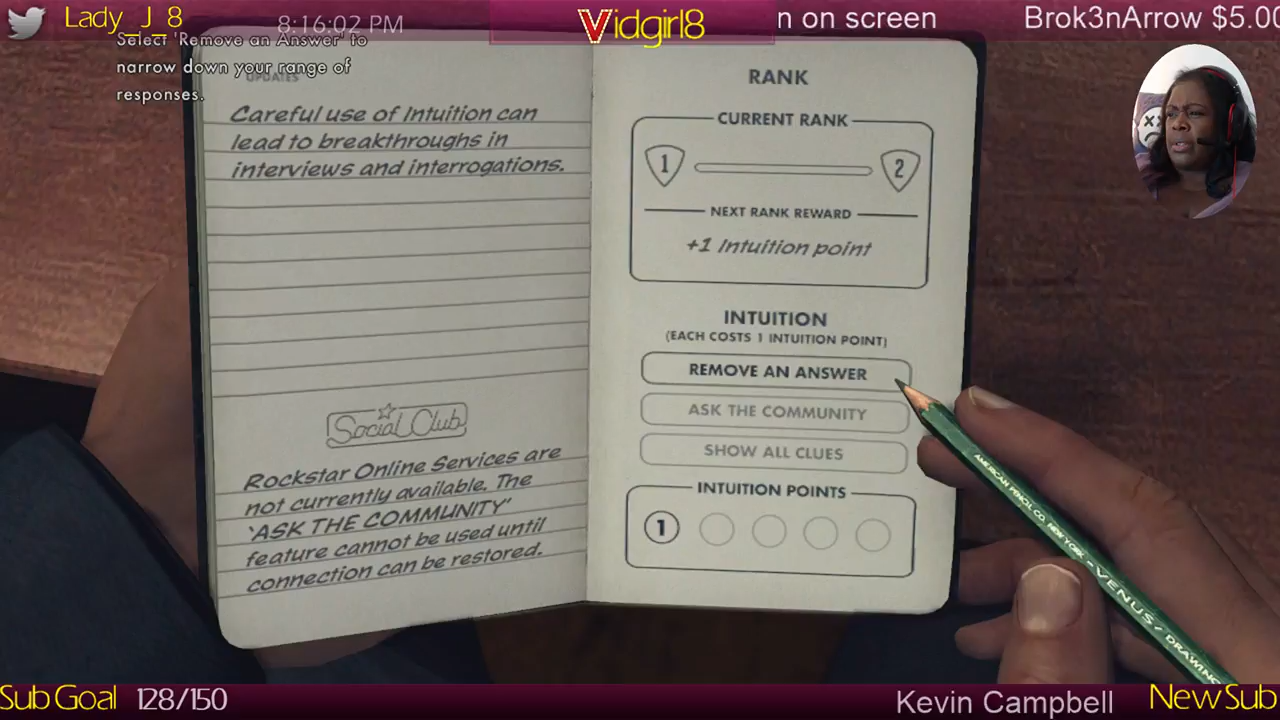 Lady_J_8
8:16:02 PM
Vidgirl8
n on screen
Brok3nArrow $5.00
Select 'Remove an Answer' to
narrow down your range of
responses.
UPDATES
Careful use of Intuition can
lead to breakthroughs in
interviews and interrogations.
Social Club
Rockstar Online Services are
not currently available. The
'ASK THE COMMUNITY'
feature cannot be used until
connection can be restored.
RANK
CURRENT RANK
1
2
NEXT RANK REWARD
+1 Intuition point
INTUITION
(EACH COSTS 1 INTUITION POINT)
REMOVE AN ANSWER
ASK THE COMMUNITY
SHOW ALL CLUES
INTUITION POINTS
1
AMERICAN PENCIL CO. NEW YORK - VENUS / DRAWING
Sub Goal 128/150
Kevin Campbell
New Sub